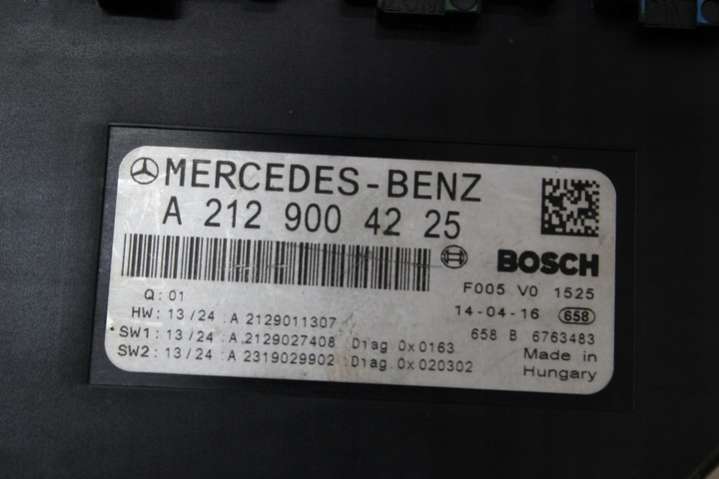 MERCEDES-BENZ
A 212 900 42 25
BOSCH
Q: 01
F005 V0 1525
HW: 13/24 :A 2129011307
14-04-16 658
SW1: 13/24 :A 2129027408 Diag 0x0163
658 B 6763483
SW2: 13/24 :A 2319029902 Diag.0x020302
Made in
Hungary